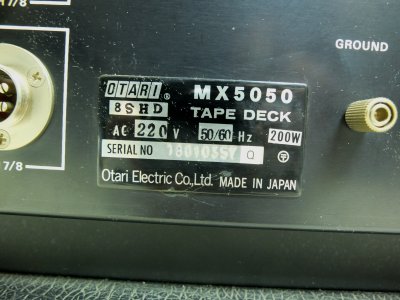 7/8
GROUND
OTARI® MX5050
8SHD TAPE DECK
AC 220 V 50/60 Hz 200W
SERIAL NO Q
7/8
Otari Electric Co., Ltd. MADE IN JAPAN